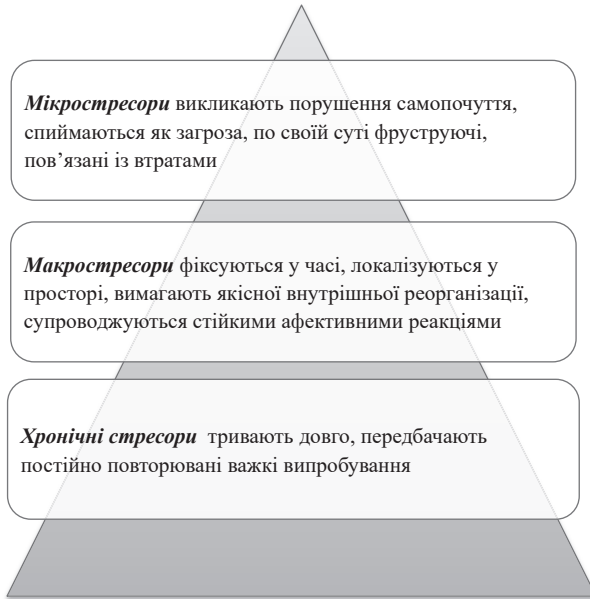 Мікростресори викликають порушення самопочуття,
спиймаються як загроза, по своїй суті фруструючі,
пов’язані із втратами
Макростресори фіксуються у часі, локалізуються у
просторі, вимагають якісної внутрішньої реорганізації,
супроводжуються стійкими афективними реакціями
Хронічні стресори тривають довго, передбачають
постійно повторювані важкі випробування